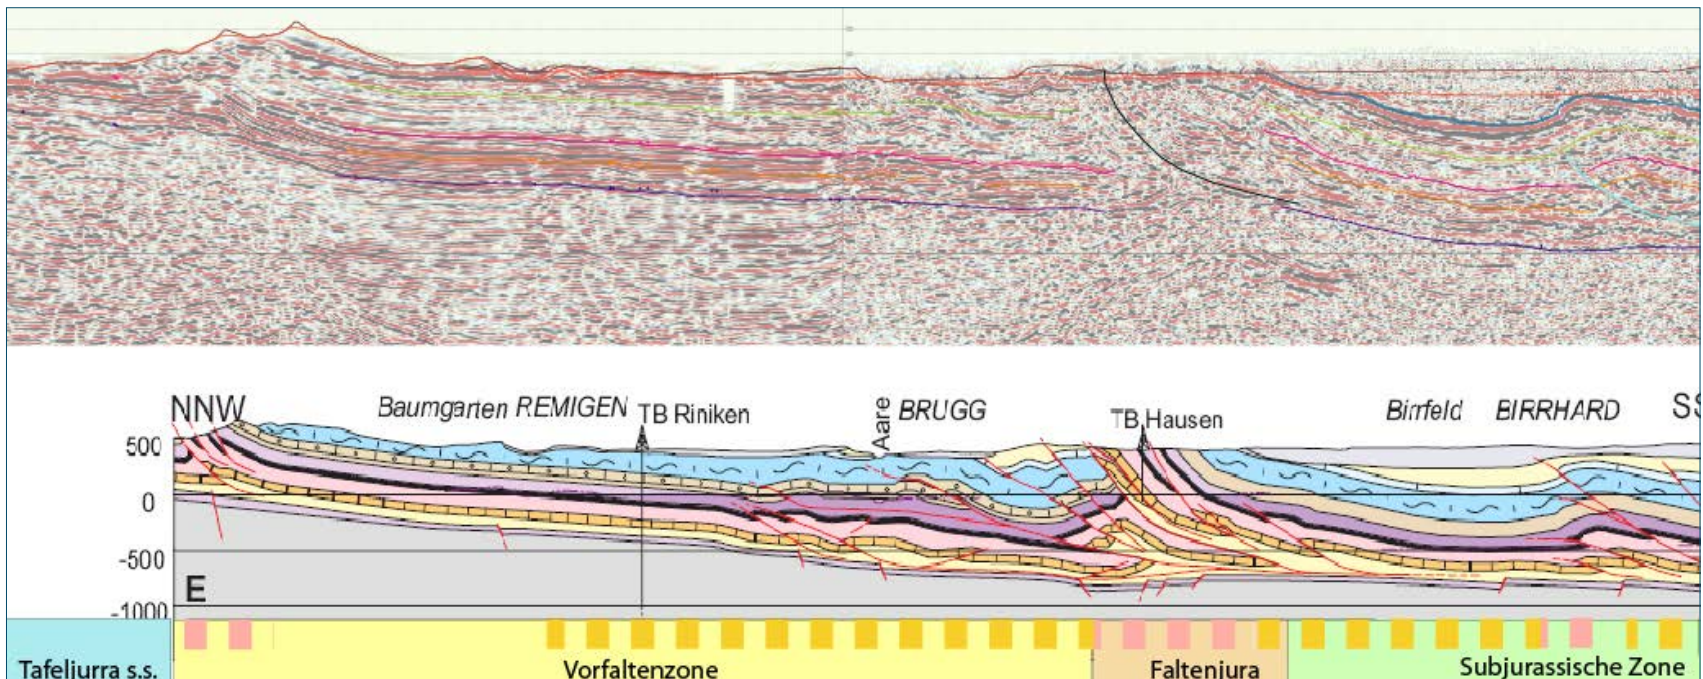 NNW
Baumgarten REMIGEN
TB Riniken
Aare
BRUGG
TB Hausen
Birrfeld
BIRRHARD
500
0
-500
-1000
E
Tafeljurra s.s.
Vorfaltenzone
Faltenjura
Subjurassische Zone